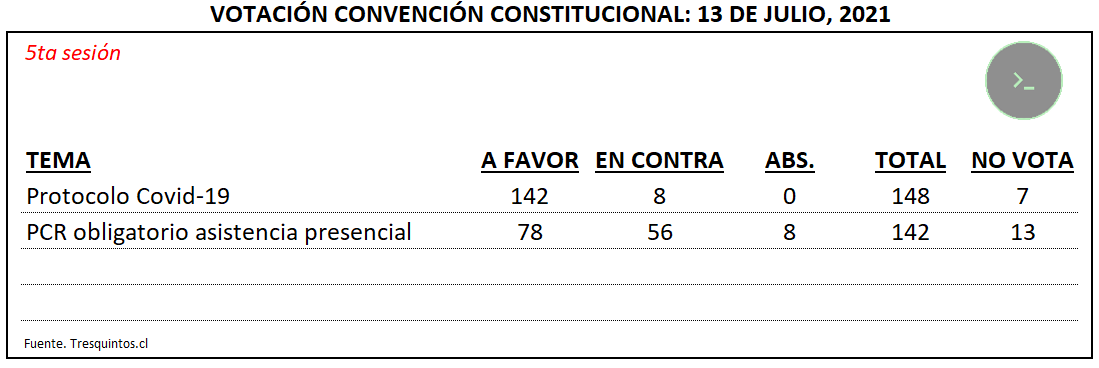 VOTACIÓN CONVENCIÓN CONSTITUCIONAL: 13 DE JULIO, 2021
5ta sesión
>_
TEMA A FAVOR EN CONTRA ABS. TOTAL NO VOTA
Protocolo Covid-19 142 8 0 148 7
PCR obligatorio asistencia presencial 78 56 8 142 13
Fuente. Tresquintos.cl